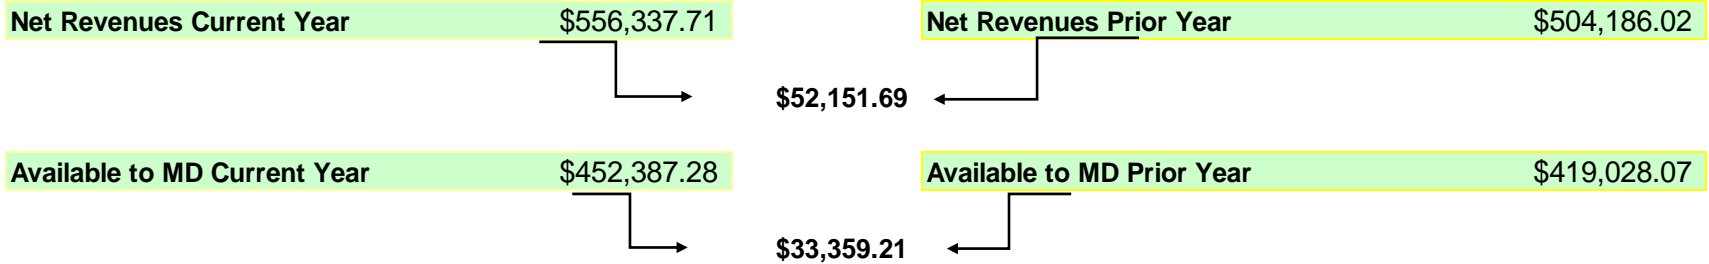 Net Revenues Current Year $556,337.71 Net Revenues Prior Year $504,186.02
$52,151.69
Available to MD Current Year $452,387.28 Available to MD Prior Year $419,028.07
$33,359.21